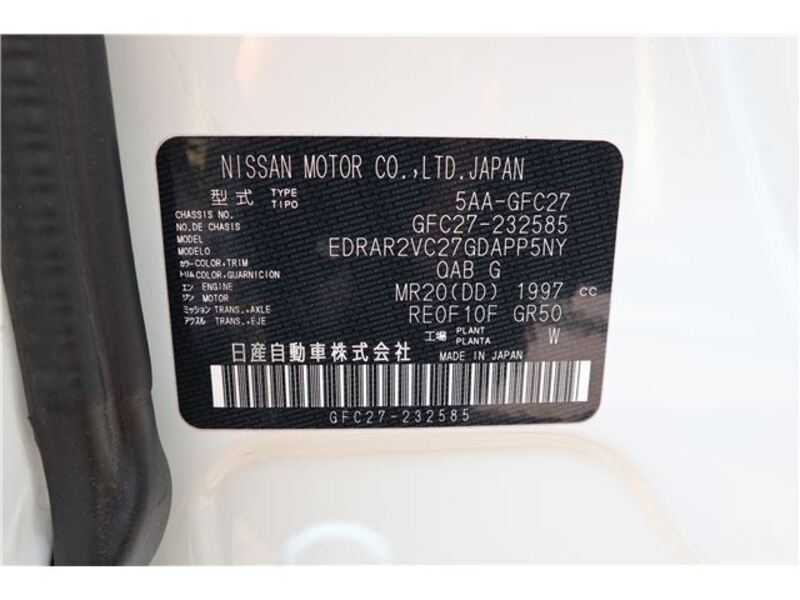 NISSAN MOTOR CO.,LTD.JAPAN
型式 TYPE TIPO 5AA-GFC27
CHASSIS NO. NO.DE CHASIS GFC27-232585
MODEL MODELO EDRAR2VC27GDAPP5NY
カラー COLOR,TRIM トリム COLOR,GUARNICION QAB G
エンジン ENGINE MOTOR MR20(DD) 1997 cc
ミッション TRANS.,AXLE アクスル TRANS.,EJE RE0F10F GR50
工場 PLANT PLANTA W
日産自動車株式会社 MADE IN JAPAN
GFC27-232585